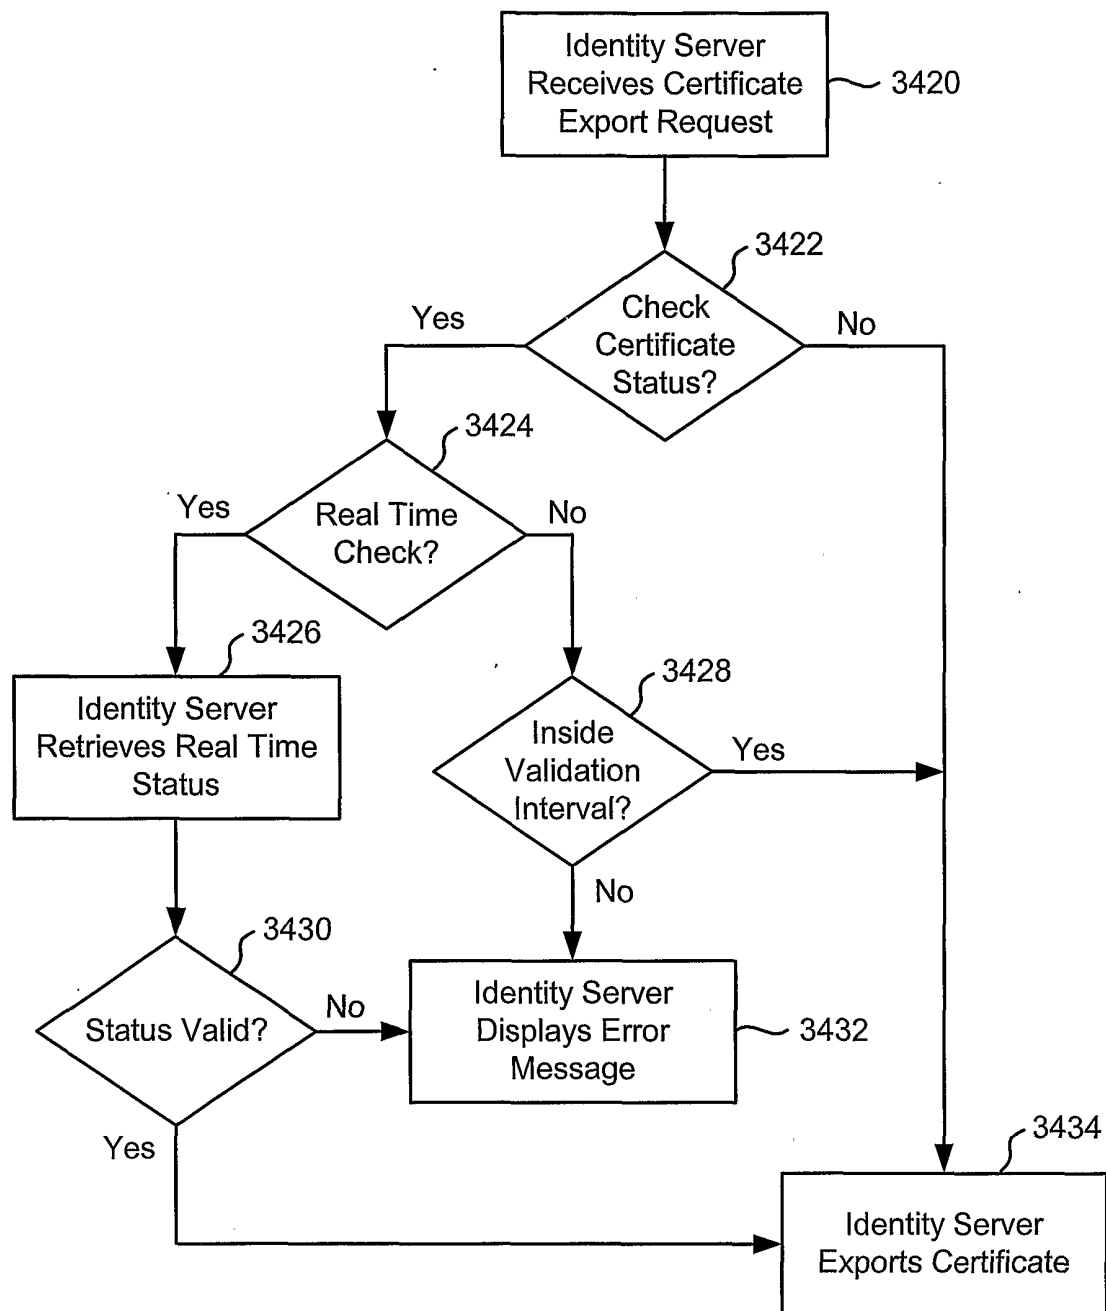 Identity Server
Receives Certificate
Export Request
3420
3422
Check
Certificate
Status?
Yes
No
3424
Real Time
Check?
Yes
No
3426
Identity Server
Retrieves Real Time
Status
3428
Inside
Validation
Interval?
Yes
No
3430
Status Valid?
No
Yes
Identity Server
Displays Error
Message
3432
3434
Identity Server
Exports Certificate